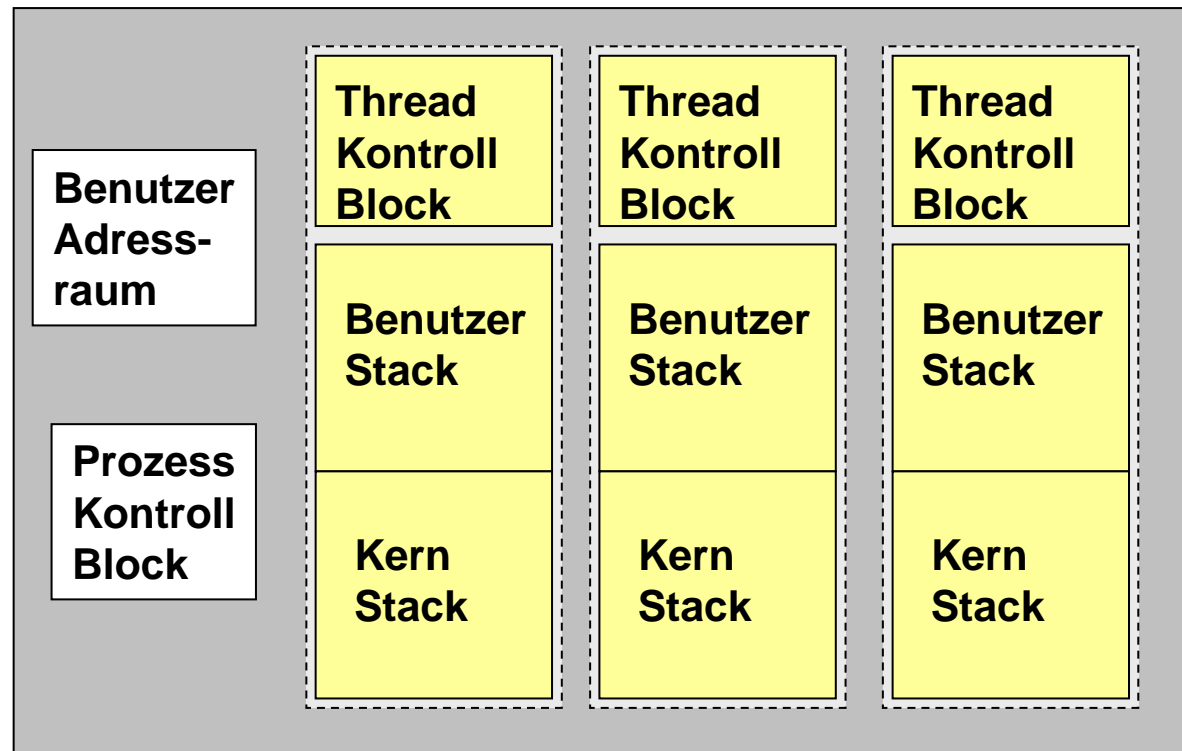 Benutzer
Adress-
raum
Prozess
Kontroll
Block
Thread
Kontroll
Block
Benutzer
Stack
Kern
Stack
Thread
Kontroll
Block
Benutzer
Stack
Kern
Stack
Thread
Kontroll
Block
Benutzer
Stack
Kern
Stack